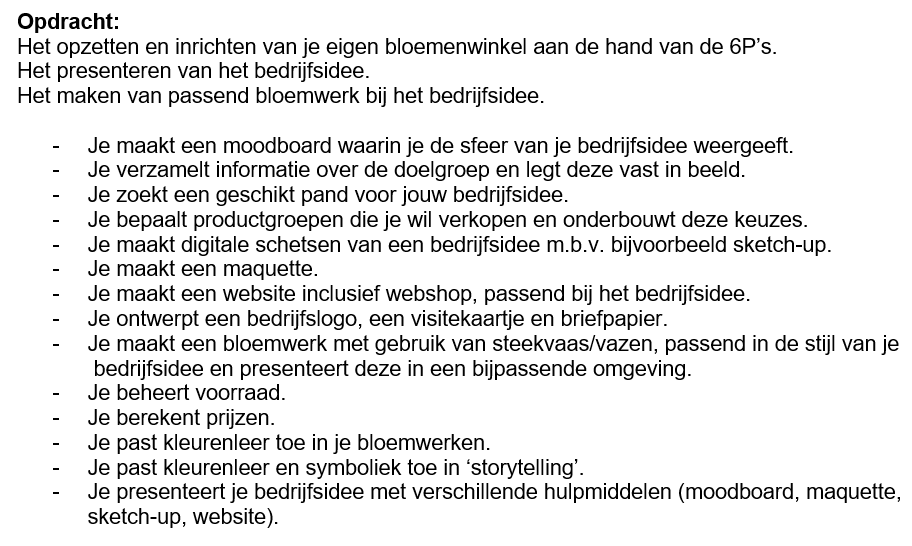 Opdracht:
Het opzetten en inrichten van je eigen bloemenwinkel aan de hand van de 6P's.
Het presenteren van het bedrijfsidee.
Het maken van passend bloemwerk bij het bedrijfsidee.
- Je maakt een moodboard waarin je de sfeer van je bedrijfsidee weergeeft.
- Je verzamelt informatie over de doelgroep en legt deze vast in beeld.
- Je zoekt een geschikt pand voor jouw bedrijfsidee.
- Je bepaalt productgroepen die je wil verkopen en onderbouwt deze keuzes.
- Je maakt digitale schetsen van een bedrijfsidee m.b.v. bijvoorbeeld sketch-up.
- Je maakt een maquette.
- Je maakt een website inclusief webshop, passend bij het bedrijfsidee.
- Je ontwerpt een bedrijfslogo, een visitekaartje en briefpapier.
- Je maakt een bloemwerk met gebruik van steekvaas/vazen, passend in de stijl van je
bedrijfsidee en presenteert deze in een bijpassende omgeving.
- Je beheert voorraad.
- Je berekent prijzen.
- Je past kleurenleer toe in je bloemwerken.
- Je past kleurenleer en symboliek toe in 'storytelling'.
- Je presenteert je bedrijfsidee met verschillende hulpmiddelen (moodboard, maquette,
sketch-up, website).